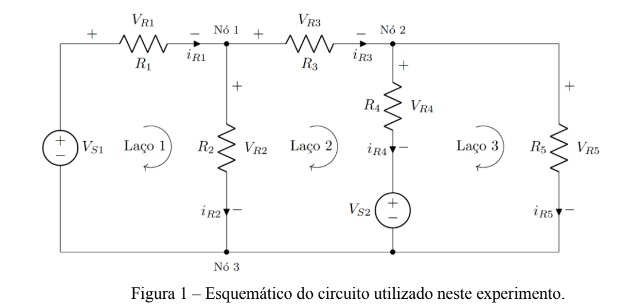 V_{R1} V_{R3}
+ − Nó 1 + − Nó 2
R_1 i_{R1} R_3 i_{R3}
+ + +
R_4 V_{R4}
+ − V_{S1} Laço 1 R_2 V_{R2} Laço 2 i_{R4} − Laço 3 R_5 V_{R5}
V_{S2} + −
i_{R2} − i_{R5} −
Nó 3
Figura 1 – Esquemático do circuito utilizado neste experimento.